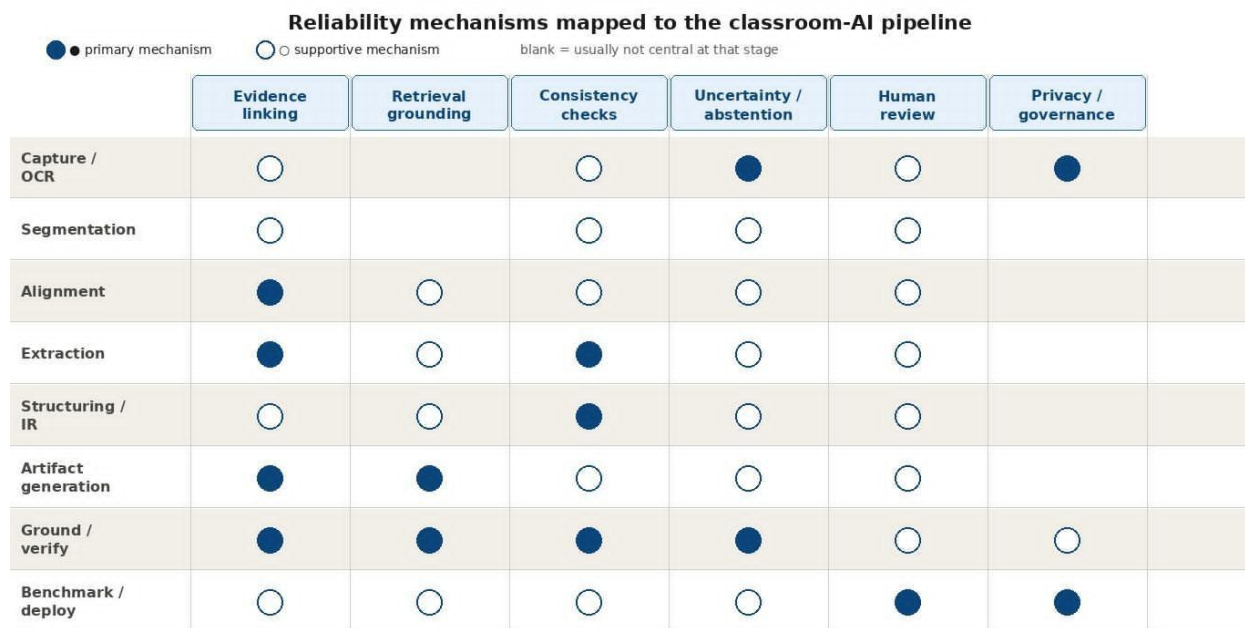 Reliability mechanisms mapped to the classroom-AI pipeline
● primary mechanism ○ supportive mechanism blank = usually not central at that stage
Evidence linking Retrieval grounding Consistency checks Uncertainty / abstention Human review Privacy / governance
Capture /
OCR
Segmentation
Alignment
Extraction
Structuring /
IR
Artifact
generation
Ground /
verify
Benchmark /
deploy